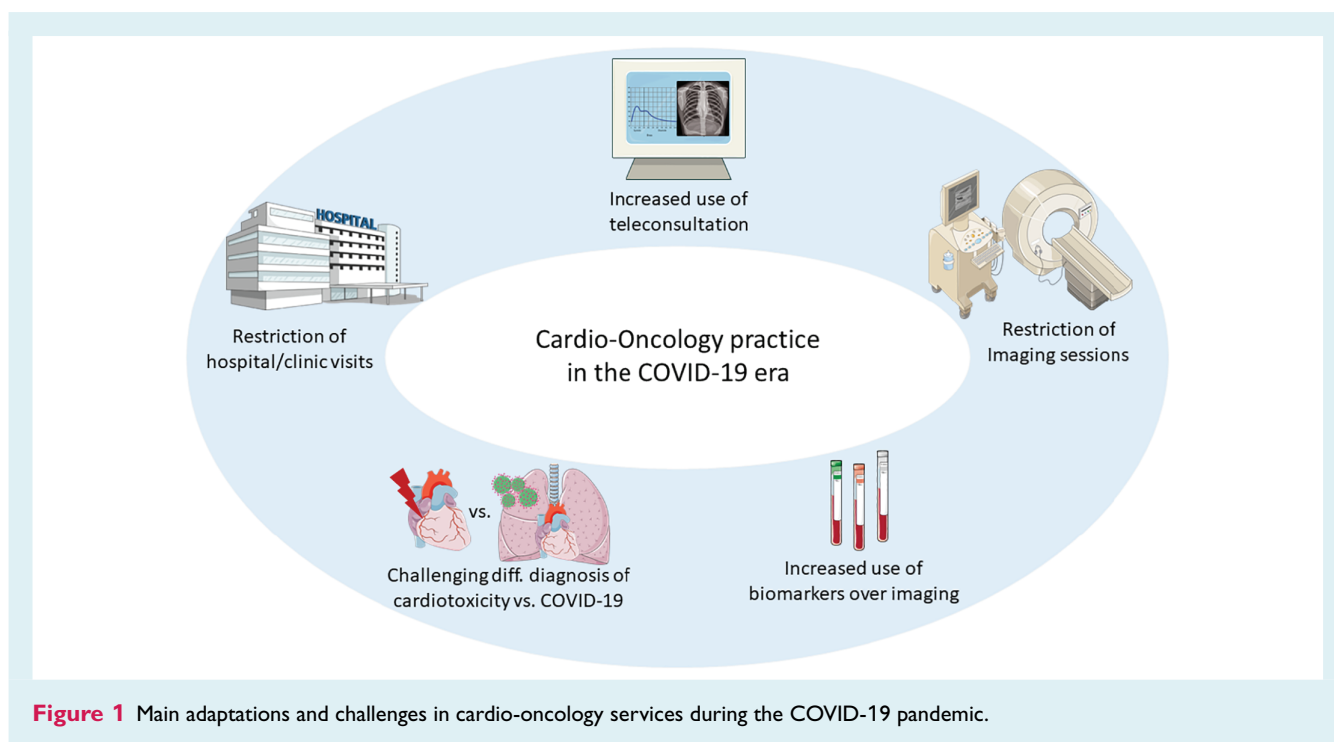 Increased use of
teleconsultation
HOSPITAL
Restriction of
hospital/clinic visits
Restriction of
Imaging sessions
Cardio-Oncology practice
in the COVID-19 era
vs.
Challenging diff. diagnosis of
cardiotoxicity vs. COVID-19
Increased use of
biomarkers over imaging
Figure 1 Main adaptations and challenges in cardio-oncology services during the COVID-19 pandemic.